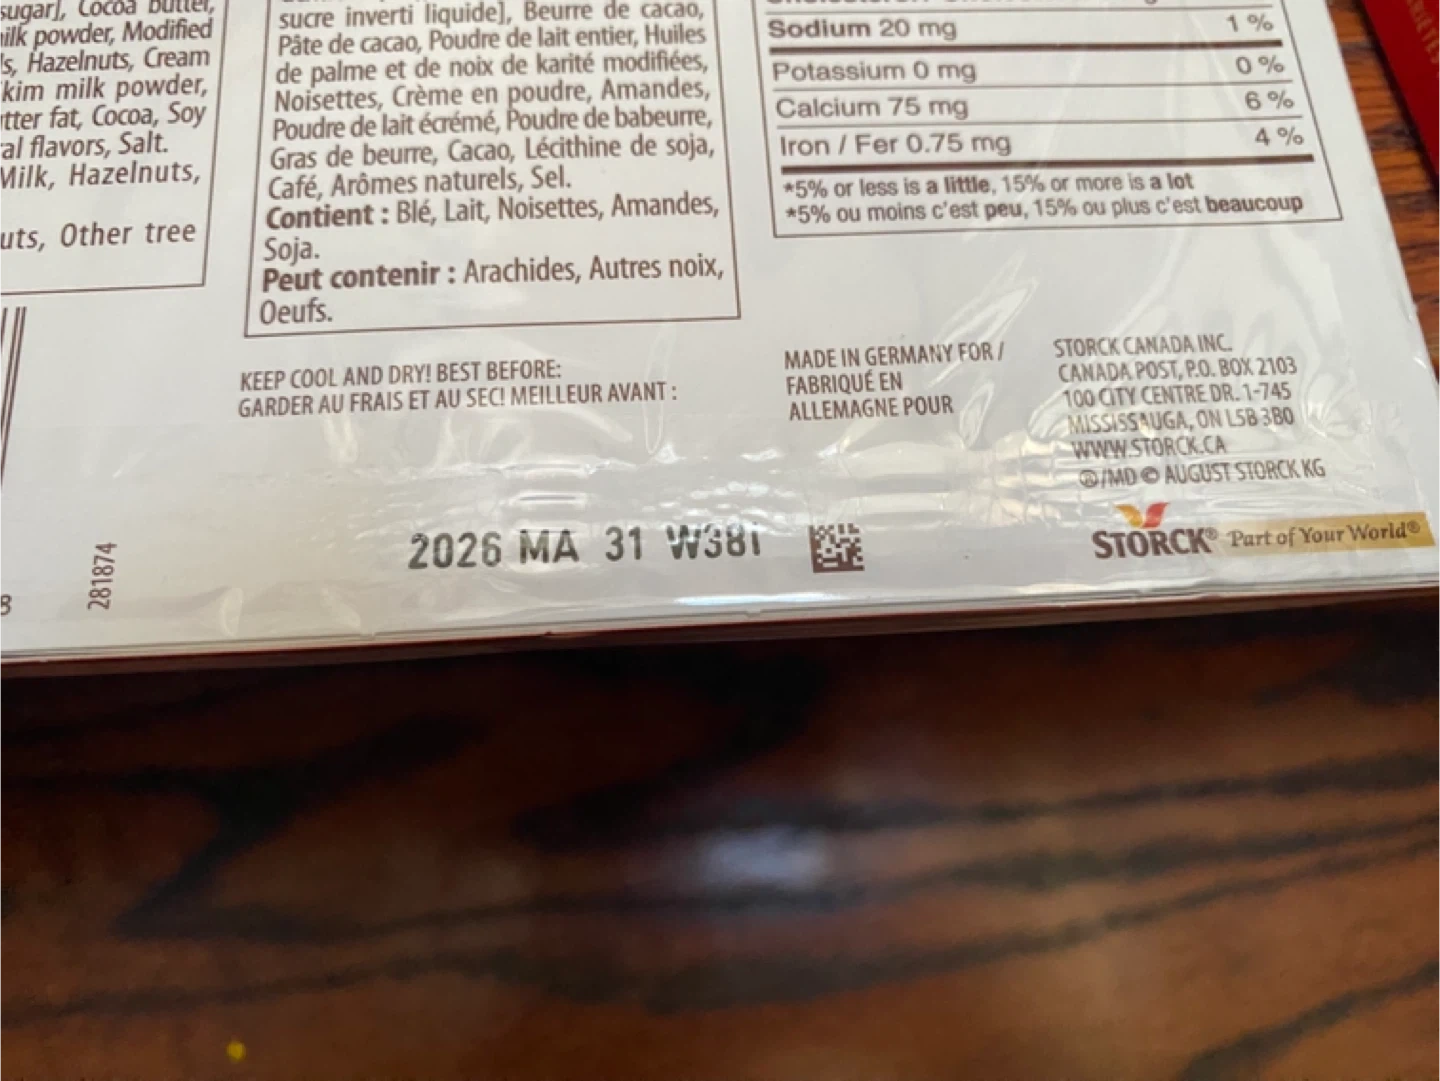 sugar], Cocoa butter,
milk powder, Modified
Hazelnuts, Cream
skim milk powder,
butter fat, Cocoa, Soy
flavors, Salt.
Milk, Hazelnuts,
Other tree
sucre inverti liquide], Beurre de cacao,
Pâte de cacao, Poudre de lait entier, Huiles
de palme et de noix de karité modifiées,
Noisettes, Crème en poudre, Amandes,
Poudre de lait écrémé, Poudre de babeurre,
Gras de beurre, Cacao, Lécithine de soja,
Café, Arômes naturels, Sel.
Contient : Blé, Lait, Noisettes, Amandes,
Soja.
Peut contenir : Arachides, Autres noix,
Oeufs.
Sodium 20 mg 1 %
Potassium 0 mg 0 %
Calcium 75 mg 6 %
Iron / Fer 0.75 mg 4 %
*5% or less is a little, 15% or more is a lot
*5% ou moins c'est peu, 15% ou plus c'est beaucoup
KEEP COOL AND DRY! BEST BEFORE:
GARDER AU FRAIS ET AU SEC! MEILLEUR AVANT :
MADE IN GERMANY FOR /
FABRIQUÉ EN
ALLEMAGNE POUR
STORCK CANADA INC.
CANADA POST, P.O. BOX 2103
100 CITY CENTRE DR. 1-745
MISSISSAUGA, ON L5B 3B0
WWW.STORCK.CA
®/MD © AUGUST STORCK KG
281874
2026 MA 31 W38i
STORCK® Part of Your World®